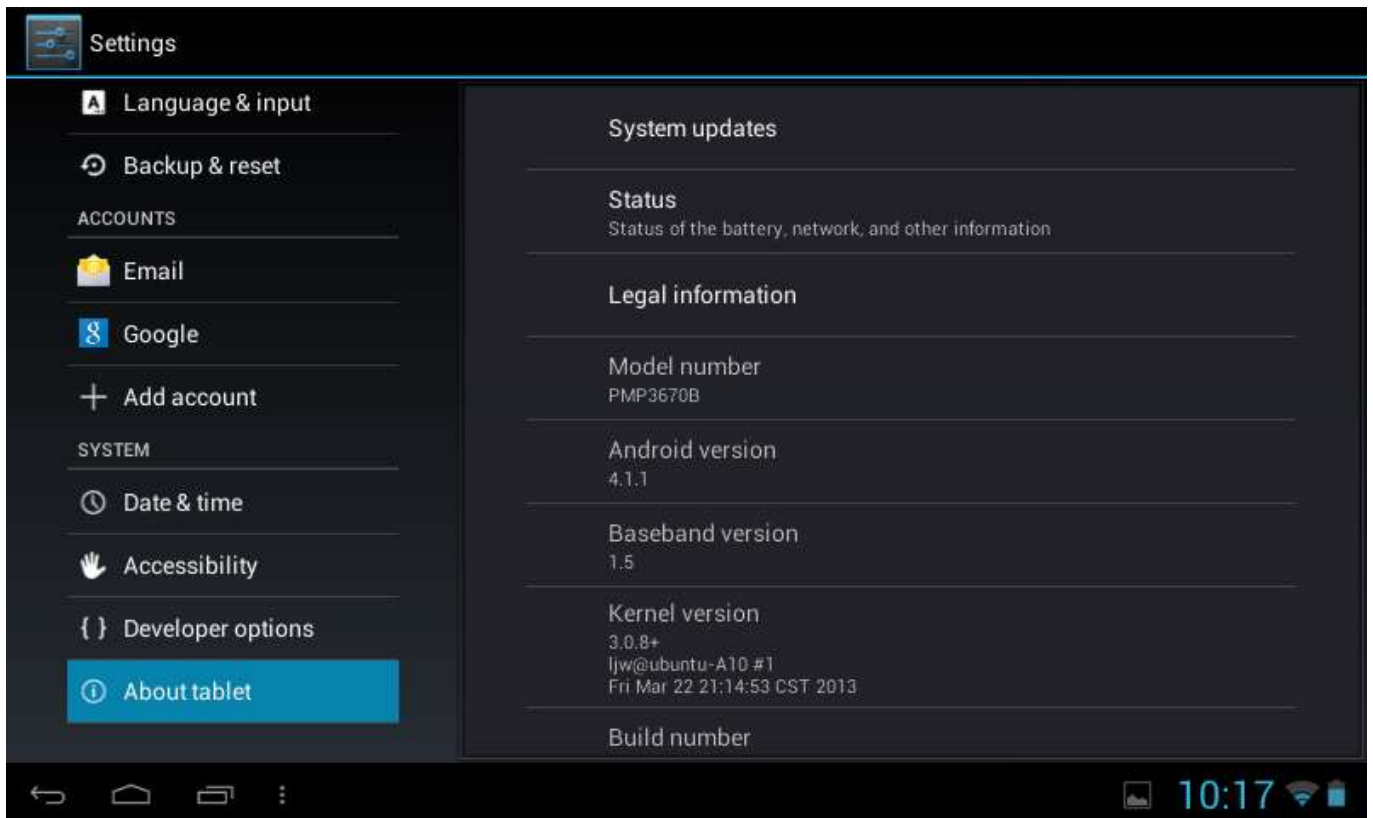 Settings
Language & input
Backup & reset
ACCOUNTS
Email
Google
Add account
SYSTEM
Date & time
Accessibility
{ } Developer options
About tablet
System updates
Status
Status of the battery, network, and other information
Legal information
Model number
PMP3670B
Android version
4.1.1
Baseband version
1.5
Kernel version
3.0.8+
ljw@ubuntu-A10 #1
Fri Mar 22 21:14:53 CST 2013
Build number
10:17